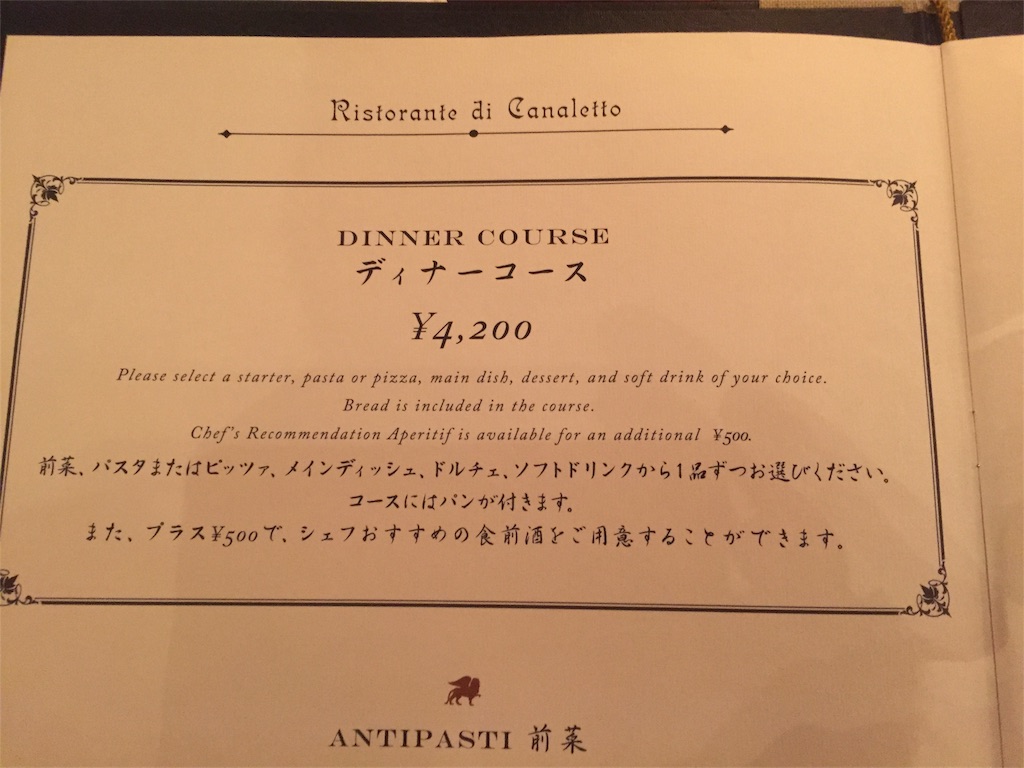 Ristorante di Canaletto
DINNER COURSE
ディナーコース
¥4,200
Please select a starter, pasta or pizza, main dish, dessert, and soft drink of your choice.
Bread is included in the course.
Chef's Recommendation Aperitif is available for an additional ¥500.
前菜、パスタまたはピッツァ、メインディッシュ、ドルチェ、ソフトドリンクから1品ずつお選びください。
コースにはパンが付きます。
また、プラス¥500で、シェフおすすめの食前酒をご用意することができます。
ANTIPASTI 前菜